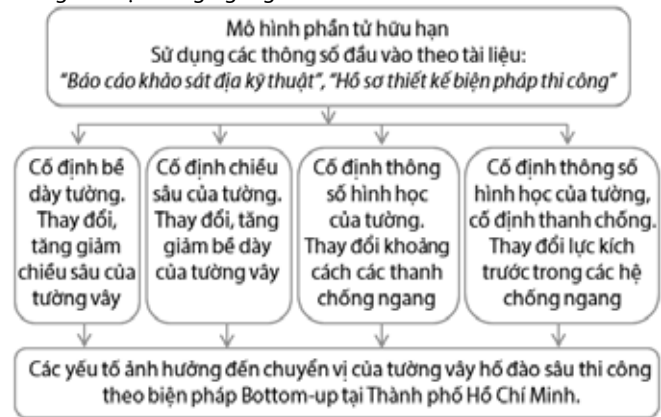 Mô hình phần tử hữu hạn
Sử dụng các thông số đầu vào theo tài liệu:
“Báo cáo khảo sát địa kỹ thuật”, “Hồ sơ thiết kế biện pháp thi công”
Cố định bề
dày tường.
Thay đổi,
tăng giảm
chiều sâu của
tường vây
Cố định chiều
sâu của tường.
Thay đổi, tăng
giảm bề dày
của tường vây
Cố định thông
số hình học
của tường.
Thay đổi khoảng
cách các thanh
chống ngang
Cố định thông số
hình học của tường,
cố định thanh chống.
Thay đổi lực kích
trước trong các hệ
chống ngang
Các yếu tố ảnh hưởng đến chuyển vị của tường vây hố đào sâu thi công
theo biện pháp Bottom-up tại Thành phố Hồ Chí Minh.